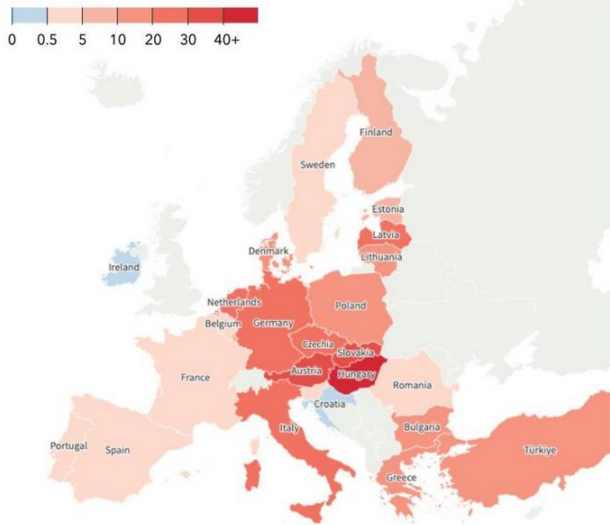 0 0.5 5 10 20 30 40+
Finland
Sweden
Estonia
Latvia
Denmark
Lithuania
Ireland
Netherlands
Poland
Belgium
Germany
Czechia
Slovakia
Austria
Hungary
France
Romania
Croatia
Italy
Bulgaria
Portugal
Spain
Türkiye
Greece